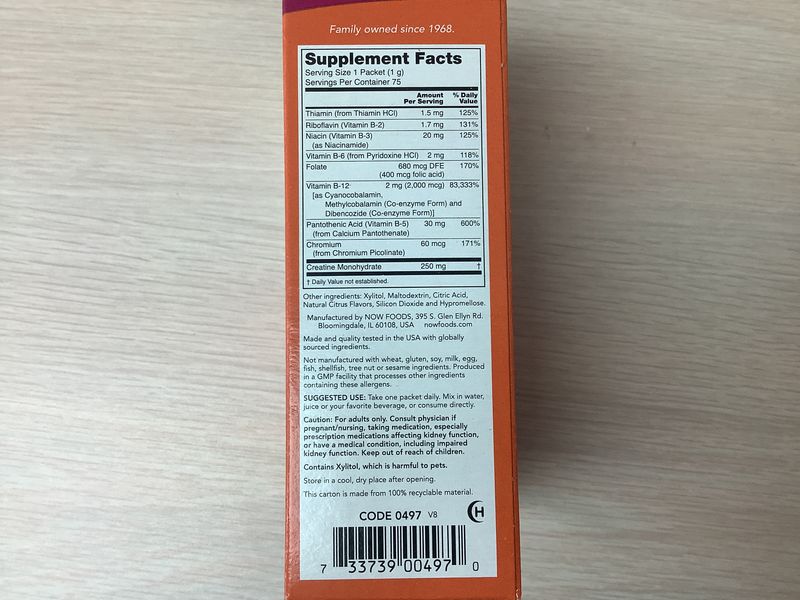 Family owned since 1968.
Supplement Facts
Serving Size 1 Packet (1 g)
Servings Per Container 75
Amount Per Serving % Daily Value
Thiamin (from Thiamin HCl) 1.5 mg 125%
Riboflavin (Vitamin B-2) 1.7 mg 131%
Niacin (Vitamin B-3) 20 mg 125%
(as Niacinamide)
Vitamin B-6 (from Pyridoxine HCl) 2 mg 118%
Folate 680 mcg DFE 170%
(400 mcg folic acid)
Vitamin B-12 2 mg (2,000 mcg) 83,333%
[as Cyanocobalamin,
Methylcobalamin (Co-enzyme Form) and
Dibencozide (Co-enzyme Form)]
Pantothenic Acid (Vitamin B-5) 30 mg 600%
(from Calcium Pantothenate)
Chromium 60 mcg 171%
(from Chromium Picolinate)
Creatine Monohydrate 250 mg †
† Daily Value not established.
Other ingredients: Xylitol, Maltodextrin, Citric Acid,
Natural Citrus Flavors, Silicon Dioxide and Hypromellose.
Manufactured by NOW FOODS, 395 S. Glen Ellyn Rd.
Bloomingdale, IL 60108, USA nowfoods.com
Made and quality tested in the USA with globally
sourced ingredients.
Not manufactured with wheat, gluten, soy, milk, egg,
fish, shellfish, tree nut or sesame ingredients. Produced
in a GMP facility that processes other ingredients
containing these allergens.
SUGGESTED USE: Take one packet daily. Mix in water,
juice or your favorite beverage, or consume directly.
Caution: For adults only. Consult physician if
pregnant/nursing, taking medication, especially
prescription medications affecting kidney function,
or have a medical condition, including impaired
kidney function. Keep out of reach of children.
Contains Xylitol, which is harmful to pets.
Store in a cool, dry place after opening.
This carton is made from 100% recyclable material.
CODE 0497 V8
H
7 33739 00497 0